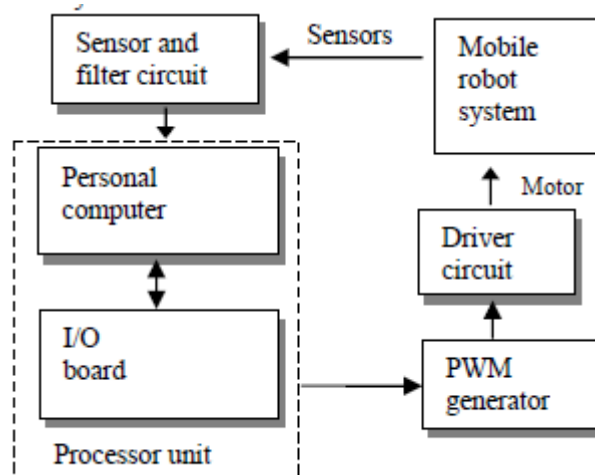 Sensor and
filter circuit
Sensors
Mobile
robot
system
Personal
computer
Motor
Driver
circuit
I/O
board
PWM
generator
Processor unit